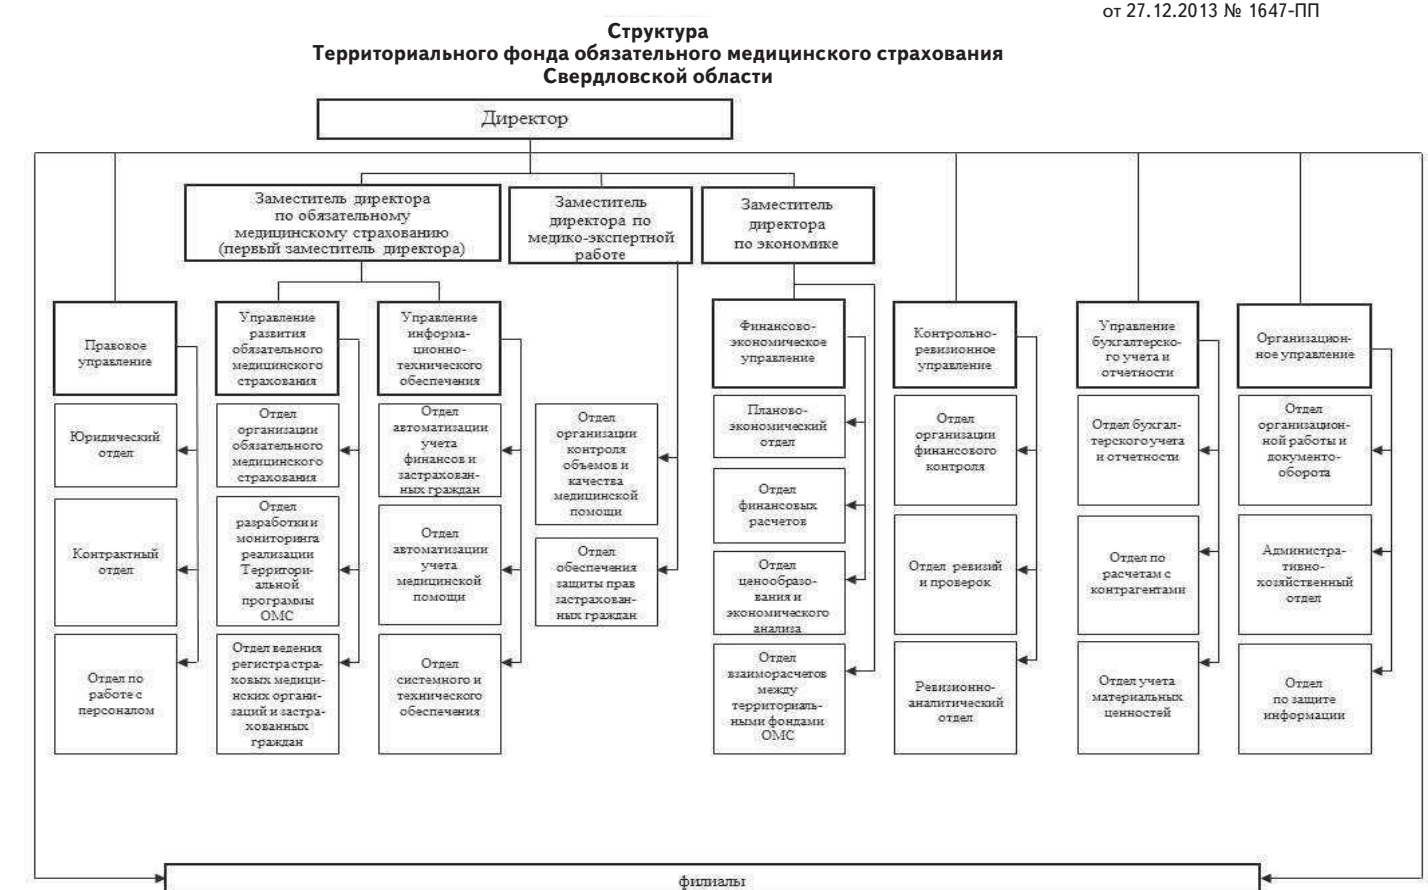 от 27.12.2013 № 1647-ПП
Структура
Территориального фонда обязательного медицинского страхования
Свердловской области
Директор
Заместитель директора
по обязательному
медицинскому страхованию
(первый заместитель директора)
Заместитель
директора по
медико-экспертной
работе
Заместитель
директора
по экономике
Правовое
управление
Управление
развития
обязательного
медицинского
страхования
Управление
информа-
ционно-
технического
обеспечения
Финансово-
экономическое
управление
Контрольно-
ревизионное
управление
Управление
бухгалтерско-
го учета и
отчетности
Организацион-
ное управление
Юридический
отдел
Отдел
организации
обязательного
медицинского
страхования
Отдел
автоматизации
учета
финансов и
застрахован-
ных граждан
Отдел
организации
контроля
объемов и
качества
медицинской
помощи
Планово-
экономический
отдел
Отдел
организации
финансового
контроля
Отдел бухгал-
терского учета
и отчетности
Отдел
организацион-
ной работы и
документо-
оборота
Контрактный
отдел
Отдел
разработки и
мониторинга
реализации
Территори-
альной
программы
ОМС
Отдел
автоматизации
учета
медицинской
помощи
Отдел
обеспечения
защиты прав
застрахован-
ных граждан
Отдел
финансовых
расчетов
Отдел
ценообразо-
вания и
экономического
анализа
Отдел ревизий
и проверок
Отдел по
расчетам с
контрагентами
Администра-
тивно-
хозяйственный
отдел
Отдел по
работе с
персоналом
Отдел ведения
регистра стра-
ховых медици-
нских органи-
заций и застра-
хованных
граждан
Отдел
системного и
технического
обеспечения
Отдел
взаиморасчетов
между
территориаль-
ными фондами
ОМС
Ревизионно-
аналитический
отдел
Отдел учета
материальных
ценностей
Отдел
по защите
информации
филиалы